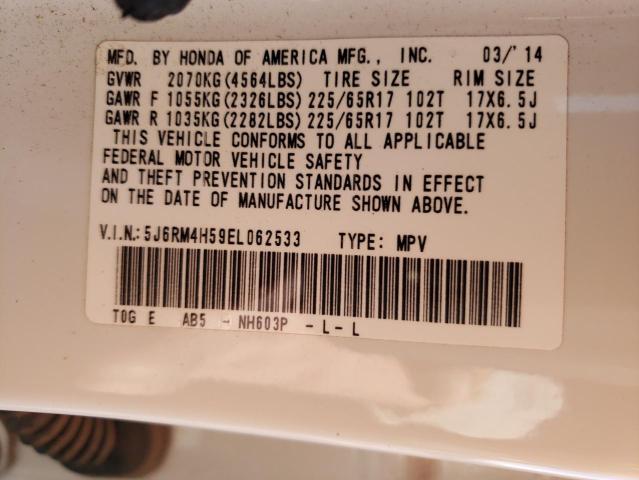 MFD. BY HONDA OF AMERICA MFG., INC. 03/'14
GVWR 2070KG(4564LBS) TIRE SIZE RIM SIZE
GAWR F 1055KG(2326LBS) 225/65R17 102T 17X6.5J
GAWR R 1035KG(2282LBS) 225/65R17 102T 17X6.5J
THIS VEHICLE CONFORMS TO ALL APPLICABLE
FEDERAL MOTOR VEHICLE SAFETY
AND THEFT PREVENTION STANDARDS IN EFFECT
ON THE DATE OF MANUFACTURE SHOWN ABOVE.
V.I.N.:5J6RM4H59EL062533 TYPE: MPV
T0G E AB5 - NH603P - L- L